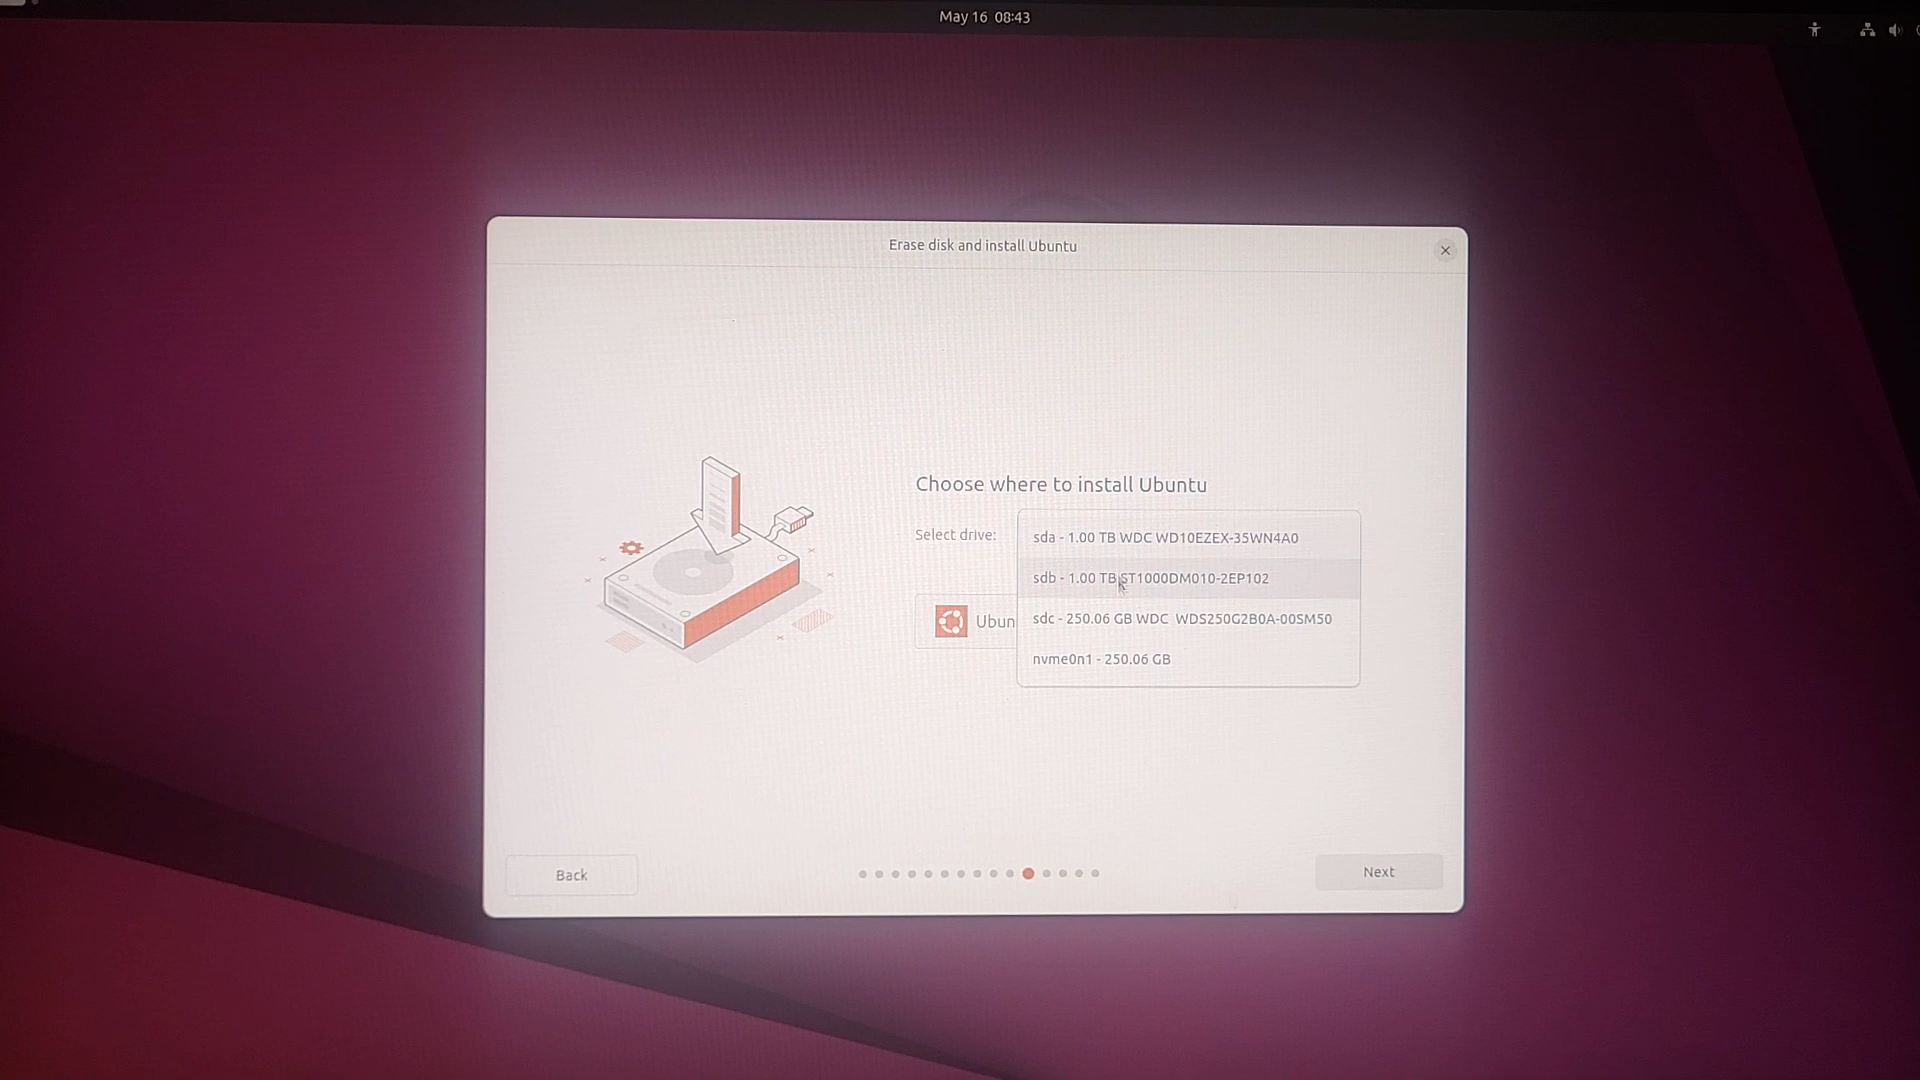 May 16 08:43
Erase disk and install Ubuntu
Choose where to install Ubuntu
Select drive:
sda - 1.00 TB WDC WD10EZEX-35WN4A0
sdb - 1.00 TB ST1000DM010-2EP102
sdc - 250.06 GB WDC WDS250G2B0A-00SM50
nvme0n1 - 250.06 GB
Ubun
Back
Next